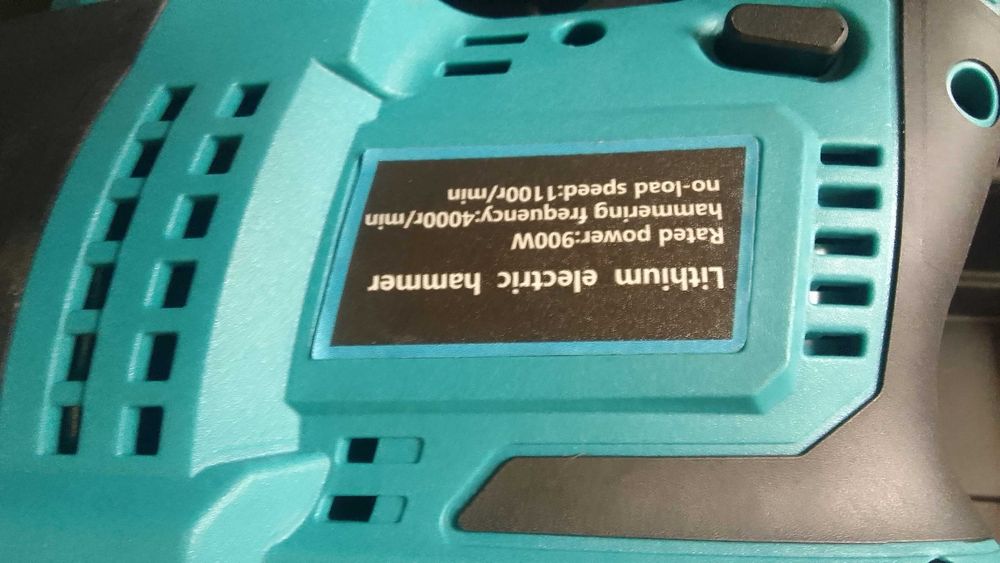 Lithium electric hammer
Rated power:900W
hammering frequency:4000r/min
no-load speed:1100r/min